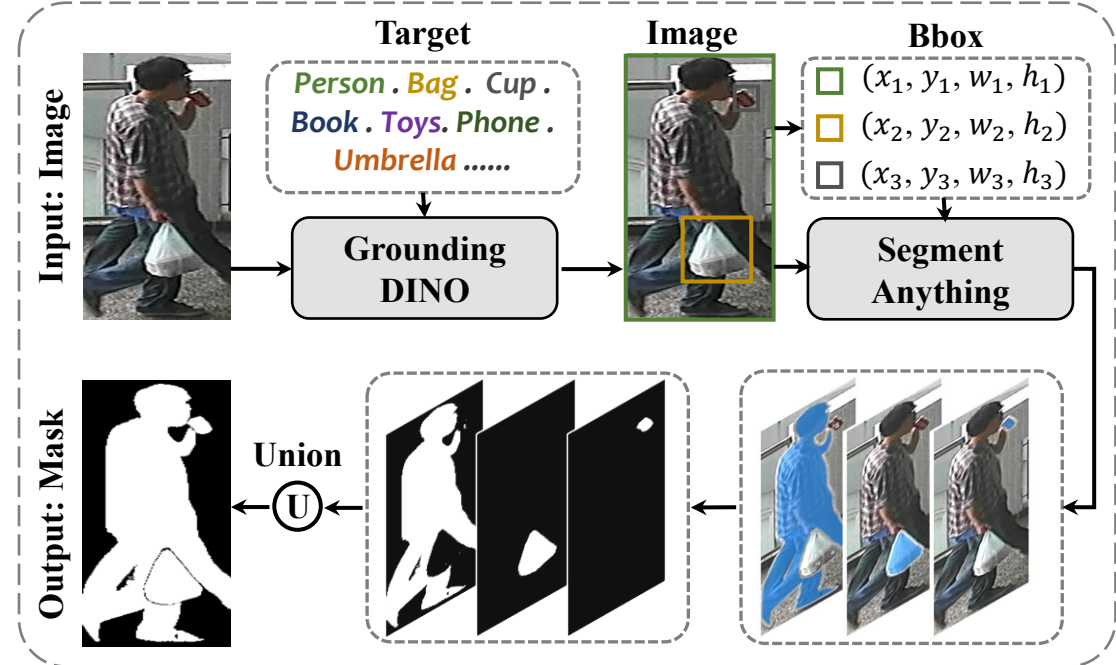 Input: Image
Target
Person . Bag . Cup .
Book . Toys. Phone .
Umbrella ......
Grounding
DINO
Image
Bbox
(x₁, y₁, w₁, h₁)
(x₂, y₂, w₂, h₂)
(x₃, y₃, w₃, h₃)
Segment
Anything
Output: Mask
Union
U